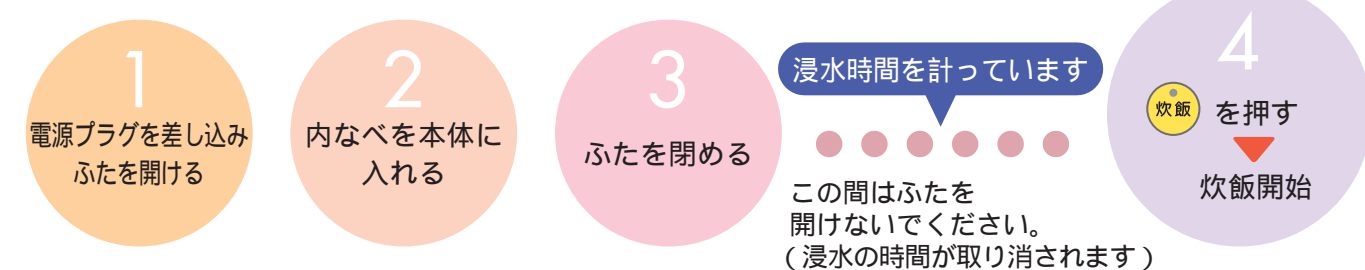 1
電源プラグを差し込み
ふたを開ける
2
内なべを本体に
入れる
3
ふたを閉める
浸水時間を計っています
この間はふたを
開けないでください。
(浸水の時間が取り消されます)
4
炊飯 を押す
炊飯開始